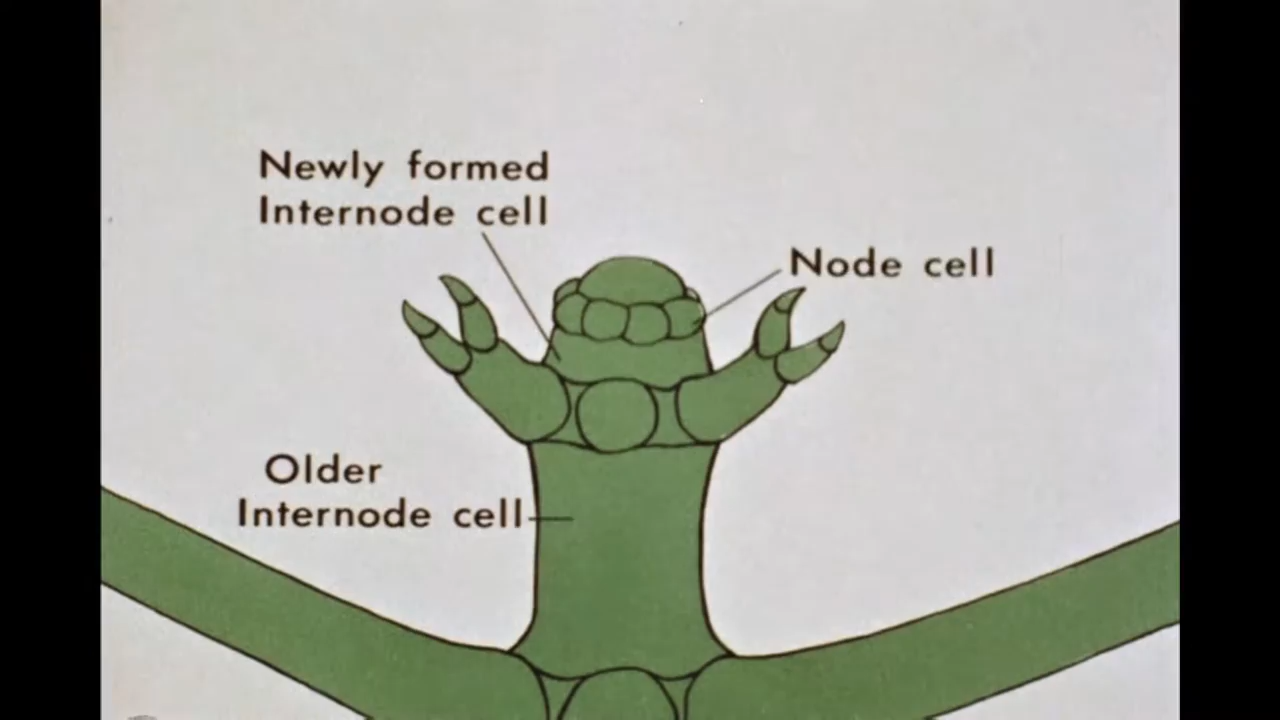 Newly formed
Internode cell
Node cell
Older
Internode cell